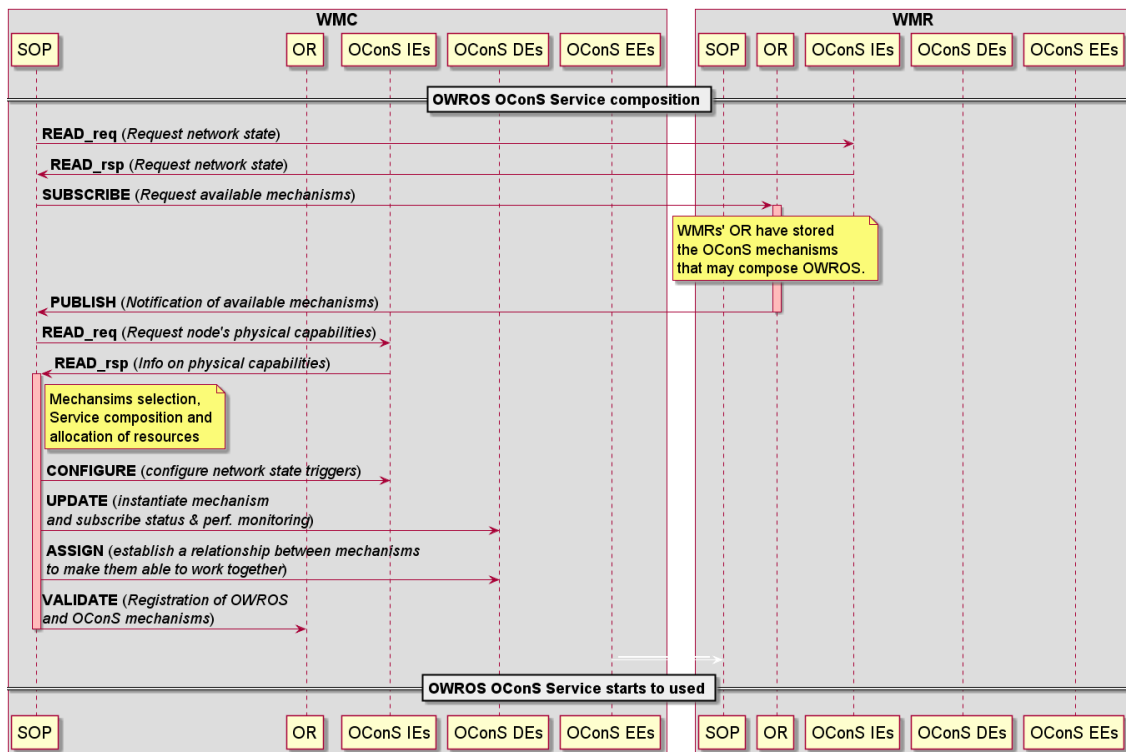 WMC
WMR
SOP
OR
OConS IEs
OConS DEs
OConS EEs
SOP
OR
OConS IEs
OConS DEs
OConS EEs
OWROS OConS Service composition
READ_req (Request network state)
READ_rsp (Request network state)
SUBSCRIBE (Request available mechanisms)
WMRs' OR have stored
the OConS mechanisms
that may compose OWROS.
PUBLISH (Notification of available mechanisms)
READ_req (Request node's physical capabilities)
READ_rsp (Info on physical capabilities)
Mechansims selection,
Service composition and
allocation of resources
CONFIGURE (configure network state triggers)
UPDATE (instantiate mechanism
and subscribe status & perf. monitoring)
ASSIGN (establish a relationship between mechanisms
to make them able to work together)
VALIDATE (Registration of OWROS
and OConS mechanisms)
OWROS OConS Service starts to used
SOP
OR
OConS IEs
OConS DEs
OConS EEs
SOP
OR
OConS IEs
OConS DEs
OConS EEs